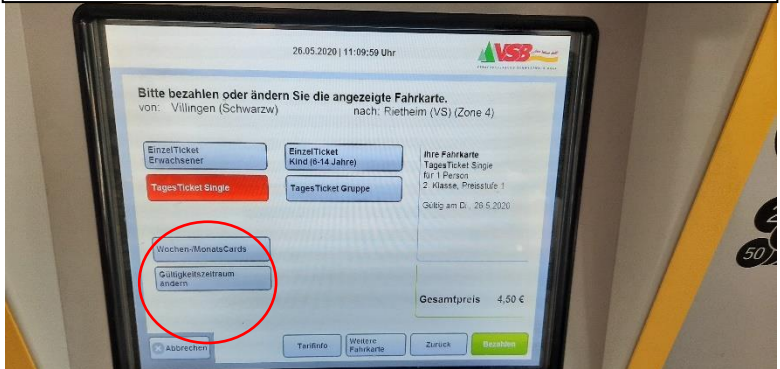 26.05.2020 | 11:09:59 Uhr
VSB
Bitte bezahlen oder ändern Sie die angezeigte Fahrkarte.
von: Villingen (Schwarzw) nach: Rietheim (VS) (Zone 4)
EinzelTicket
Erwachsener
EinzelTicket
Kind (6-14 Jahre)
TagesTicket Single
TagesTicket Gruppe
Wochen-/MonatsCards
Gültigkeitszeitraum
ändern
Ihre Fahrkarte
TagesTicket Single
für 1 Person
2. Klasse, Preisstufe 1
Gültig am Di., 26.5.2020
Gesamtpreis 4,50 €
Abbrechen
Tarifinfo
Weitere
Fahrkarte
Zurück
Bezahlen
2
50